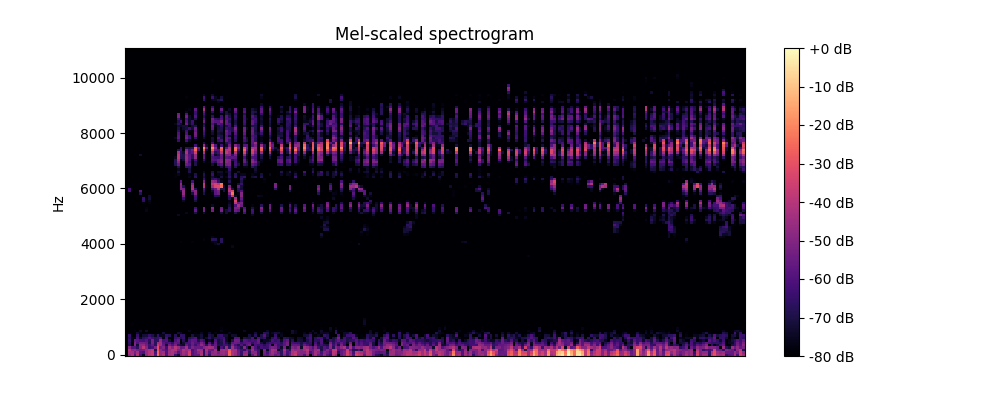 Mel-scaled spectrogram
Hz
10000
8000
6000
4000
2000
0
+0 dB
-10 dB
-20 dB
-30 dB
-40 dB
-50 dB
-60 dB
-70 dB
-80 dB